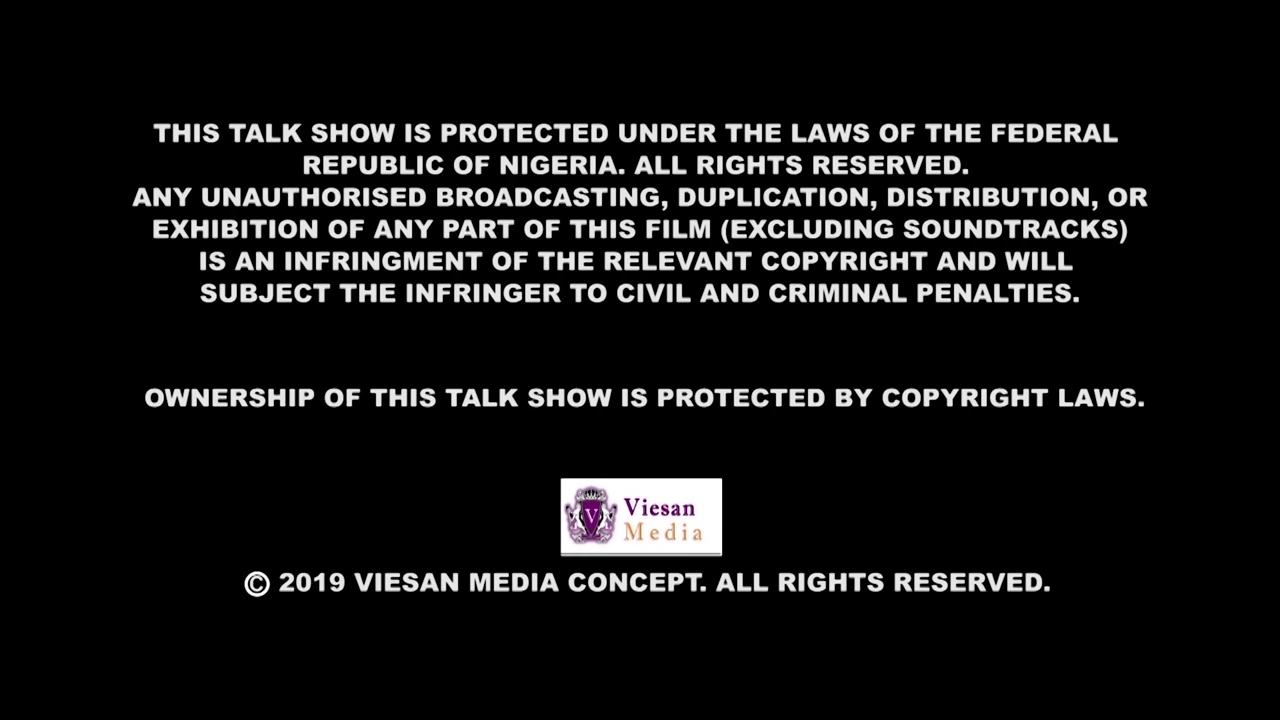 THIS TALK SHOW IS PROTECTED UNDER THE LAWS OF THE FEDERAL
REPUBLIC OF NIGERIA. ALL RIGHTS RESERVED.
ANY UNAUTHORISED BROADCASTING, DUPLICATION, DISTRIBUTION, OR
EXHIBITION OF ANY PART OF THIS FILM (EXCLUDING SOUNDTRACKS)
IS AN INFRINGMENT OF THE RELEVANT COPYRIGHT AND WILL
SUBJECT THE INFRINGER TO CIVIL AND CRIMINAL PENALTIES.
OWNERSHIP OF THIS TALK SHOW IS PROTECTED BY COPYRIGHT LAWS.
V
Viesan
Media
© 2019 VIESAN MEDIA CONCEPT. ALL RIGHTS RESERVED.